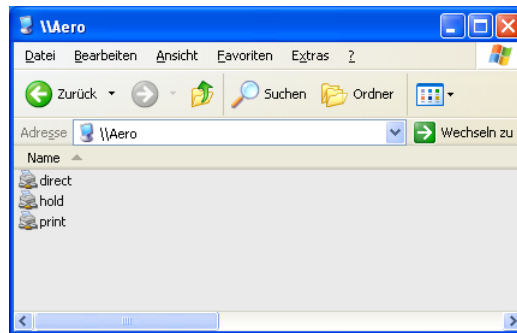 \\Aero
Datei Bearbeiten Ansicht Favoriten Extras ?
Zurück Suchen Ordner
Adresse \\Aero Wechseln zu
Name
direct
hold
print